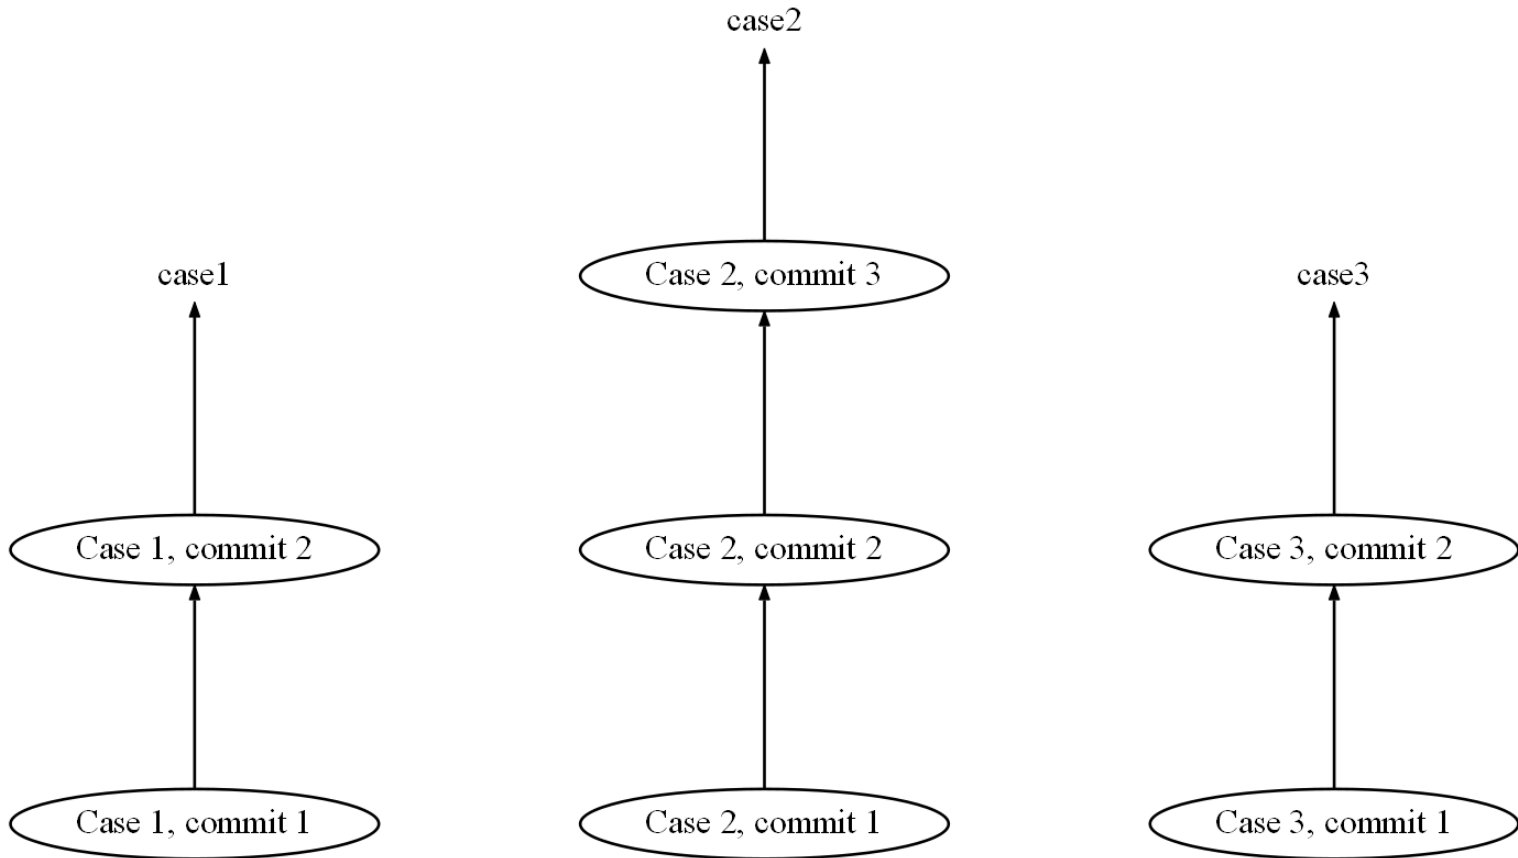 case2
case1
Case 2, commit 3
case3
Case 1, commit 2
Case 2, commit 2
Case 3, commit 2
Case 1, commit 1
Case 2, commit 1
Case 3, commit 1